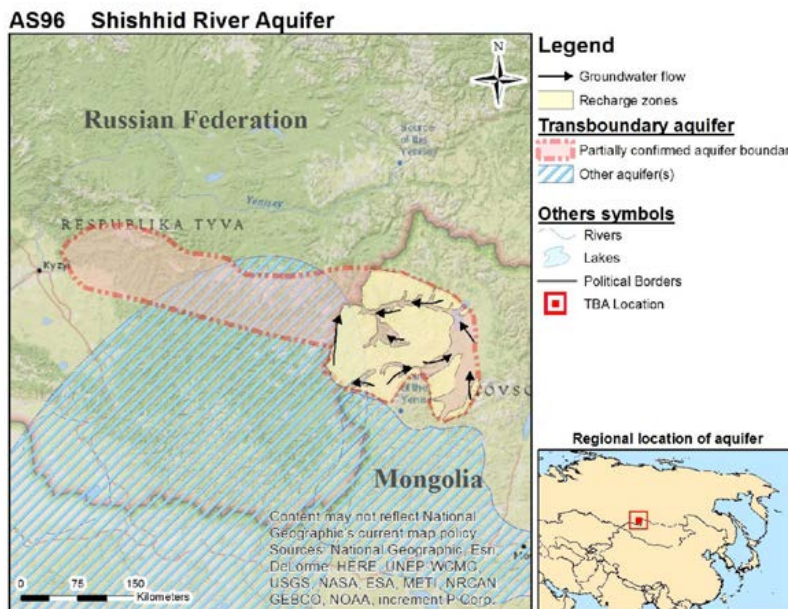 AS96 Shishhid River Aquifer
N
Russian Federation
Source of the
Yenisey
Yenisey
RESPUBLIKA TYVA
Kyzyl
of the
Mongolia
Content may not reflect National
Geographic's current map policy.
Sources: National Geographic, Esri,
DeLorme, HERE, UNEP-WCMC,
USGS, NASA, ESA, METI, NRCAN,
GEBCO, NOAA, increment P Corp.
0 75 150
Kilometers
Legend
Groundwater flow
Recharge zones
Transboundary aquifer
Partially confirmed aquifer boundar
Other aquifer(s)
Others symbols
Rivers
Lakes
Political Borders
TBA Location
Regional location of aquifer